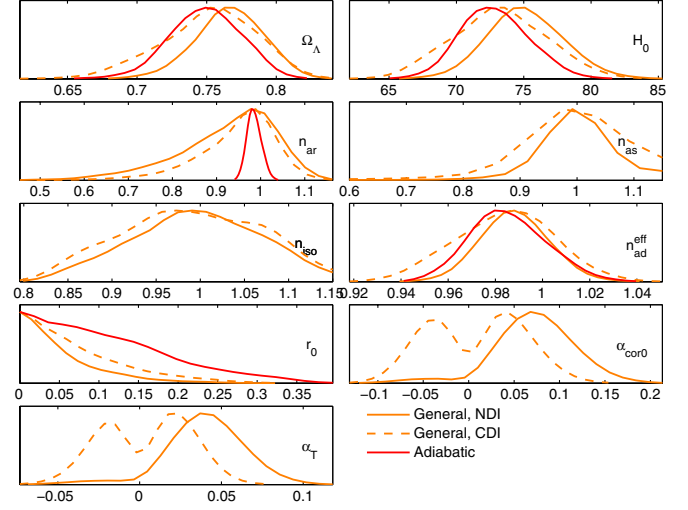 Ω_Λ
H_0
0.65 0.7 0.75 0.8
65 70 75 80 85
n_ar
n_as
0.5 0.6 0.7 0.8 0.9 1 1.1
0.6 0.7 0.8 0.9 1 1.1
n_iso
n_ad^eff
0.8 0.85 0.9 0.95 1 1.05 1.1 1.15
0.92 0.94 0.96 0.98 1 1.02 1.04
r_0
α_cor0
0 0.05 0.1 0.15 0.2 0.25 0.3 0.35
−0.1 −0.05 0 0.05 0.1 0.15 0.2
α_T
General, NDI
General, CDI
Adiabatic
−0.05 0 0.05 0.1